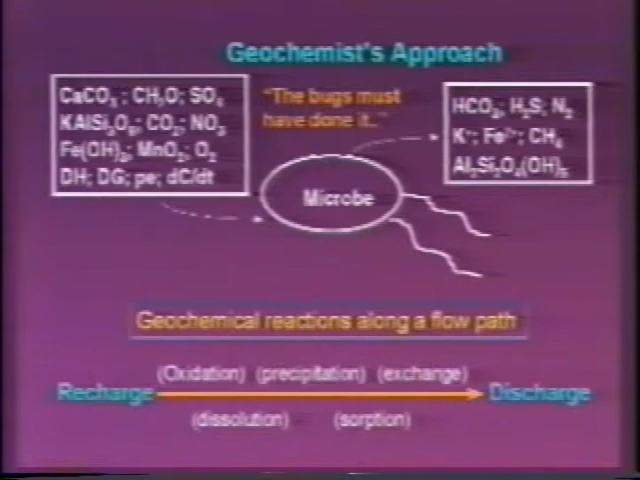 Geochemist's Approach
CaCO₃ ; CH₂O; SO₄
KAlSi₃O₈; CO₂; NO₃
Fe(OH)₃; MnO₂; O₂
DH; DG; pe; dC/dt
"The bugs must
have done it.."
HCO₃; H₂S; N₂
K⁺; Fe²⁺; CH₄
Al₂Si₂O₅(OH)₄
Microbe
Geochemical reactions along a flow path
(Oxidation) (precipitation) (exchange)
Recharge Discharge
(dissolution) (sorption)